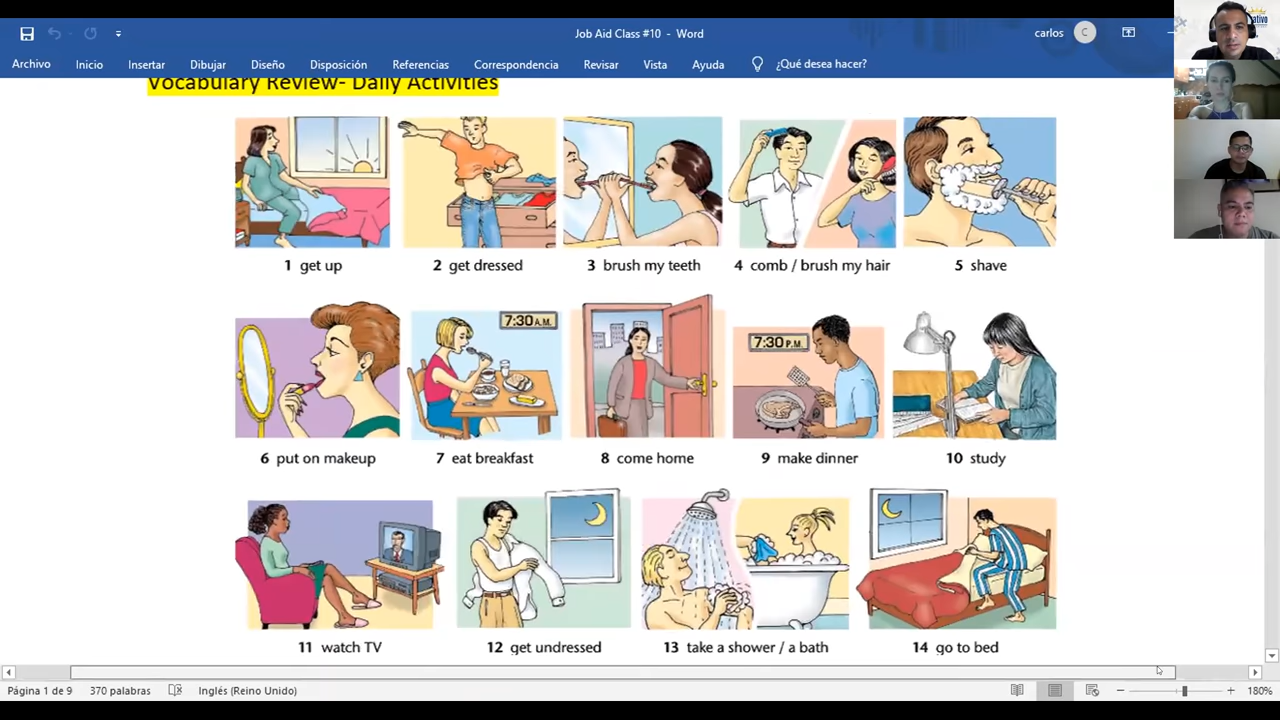 Job Aid Class #10 - Word
carlos
C
Archivo Inicio Insertar Dibujar Diseño Disposición Referencias Correspondencia Revisar Vista Ayuda ¿Qué desea hacer?
Vocabulary Review- Daily Activities
1 get up
2 get dressed
3 brush my teeth
4 comb / brush my hair
5 shave
7:30 A.M.
7:30 P.M.
6 put on makeup
7 eat breakfast
8 come home
9 make dinner
10 study
11 watch TV
12 get undressed
13 take a shower / a bath
14 go to bed
Página 1 de 9 370 palabras Inglés (Reino Unido) 180%